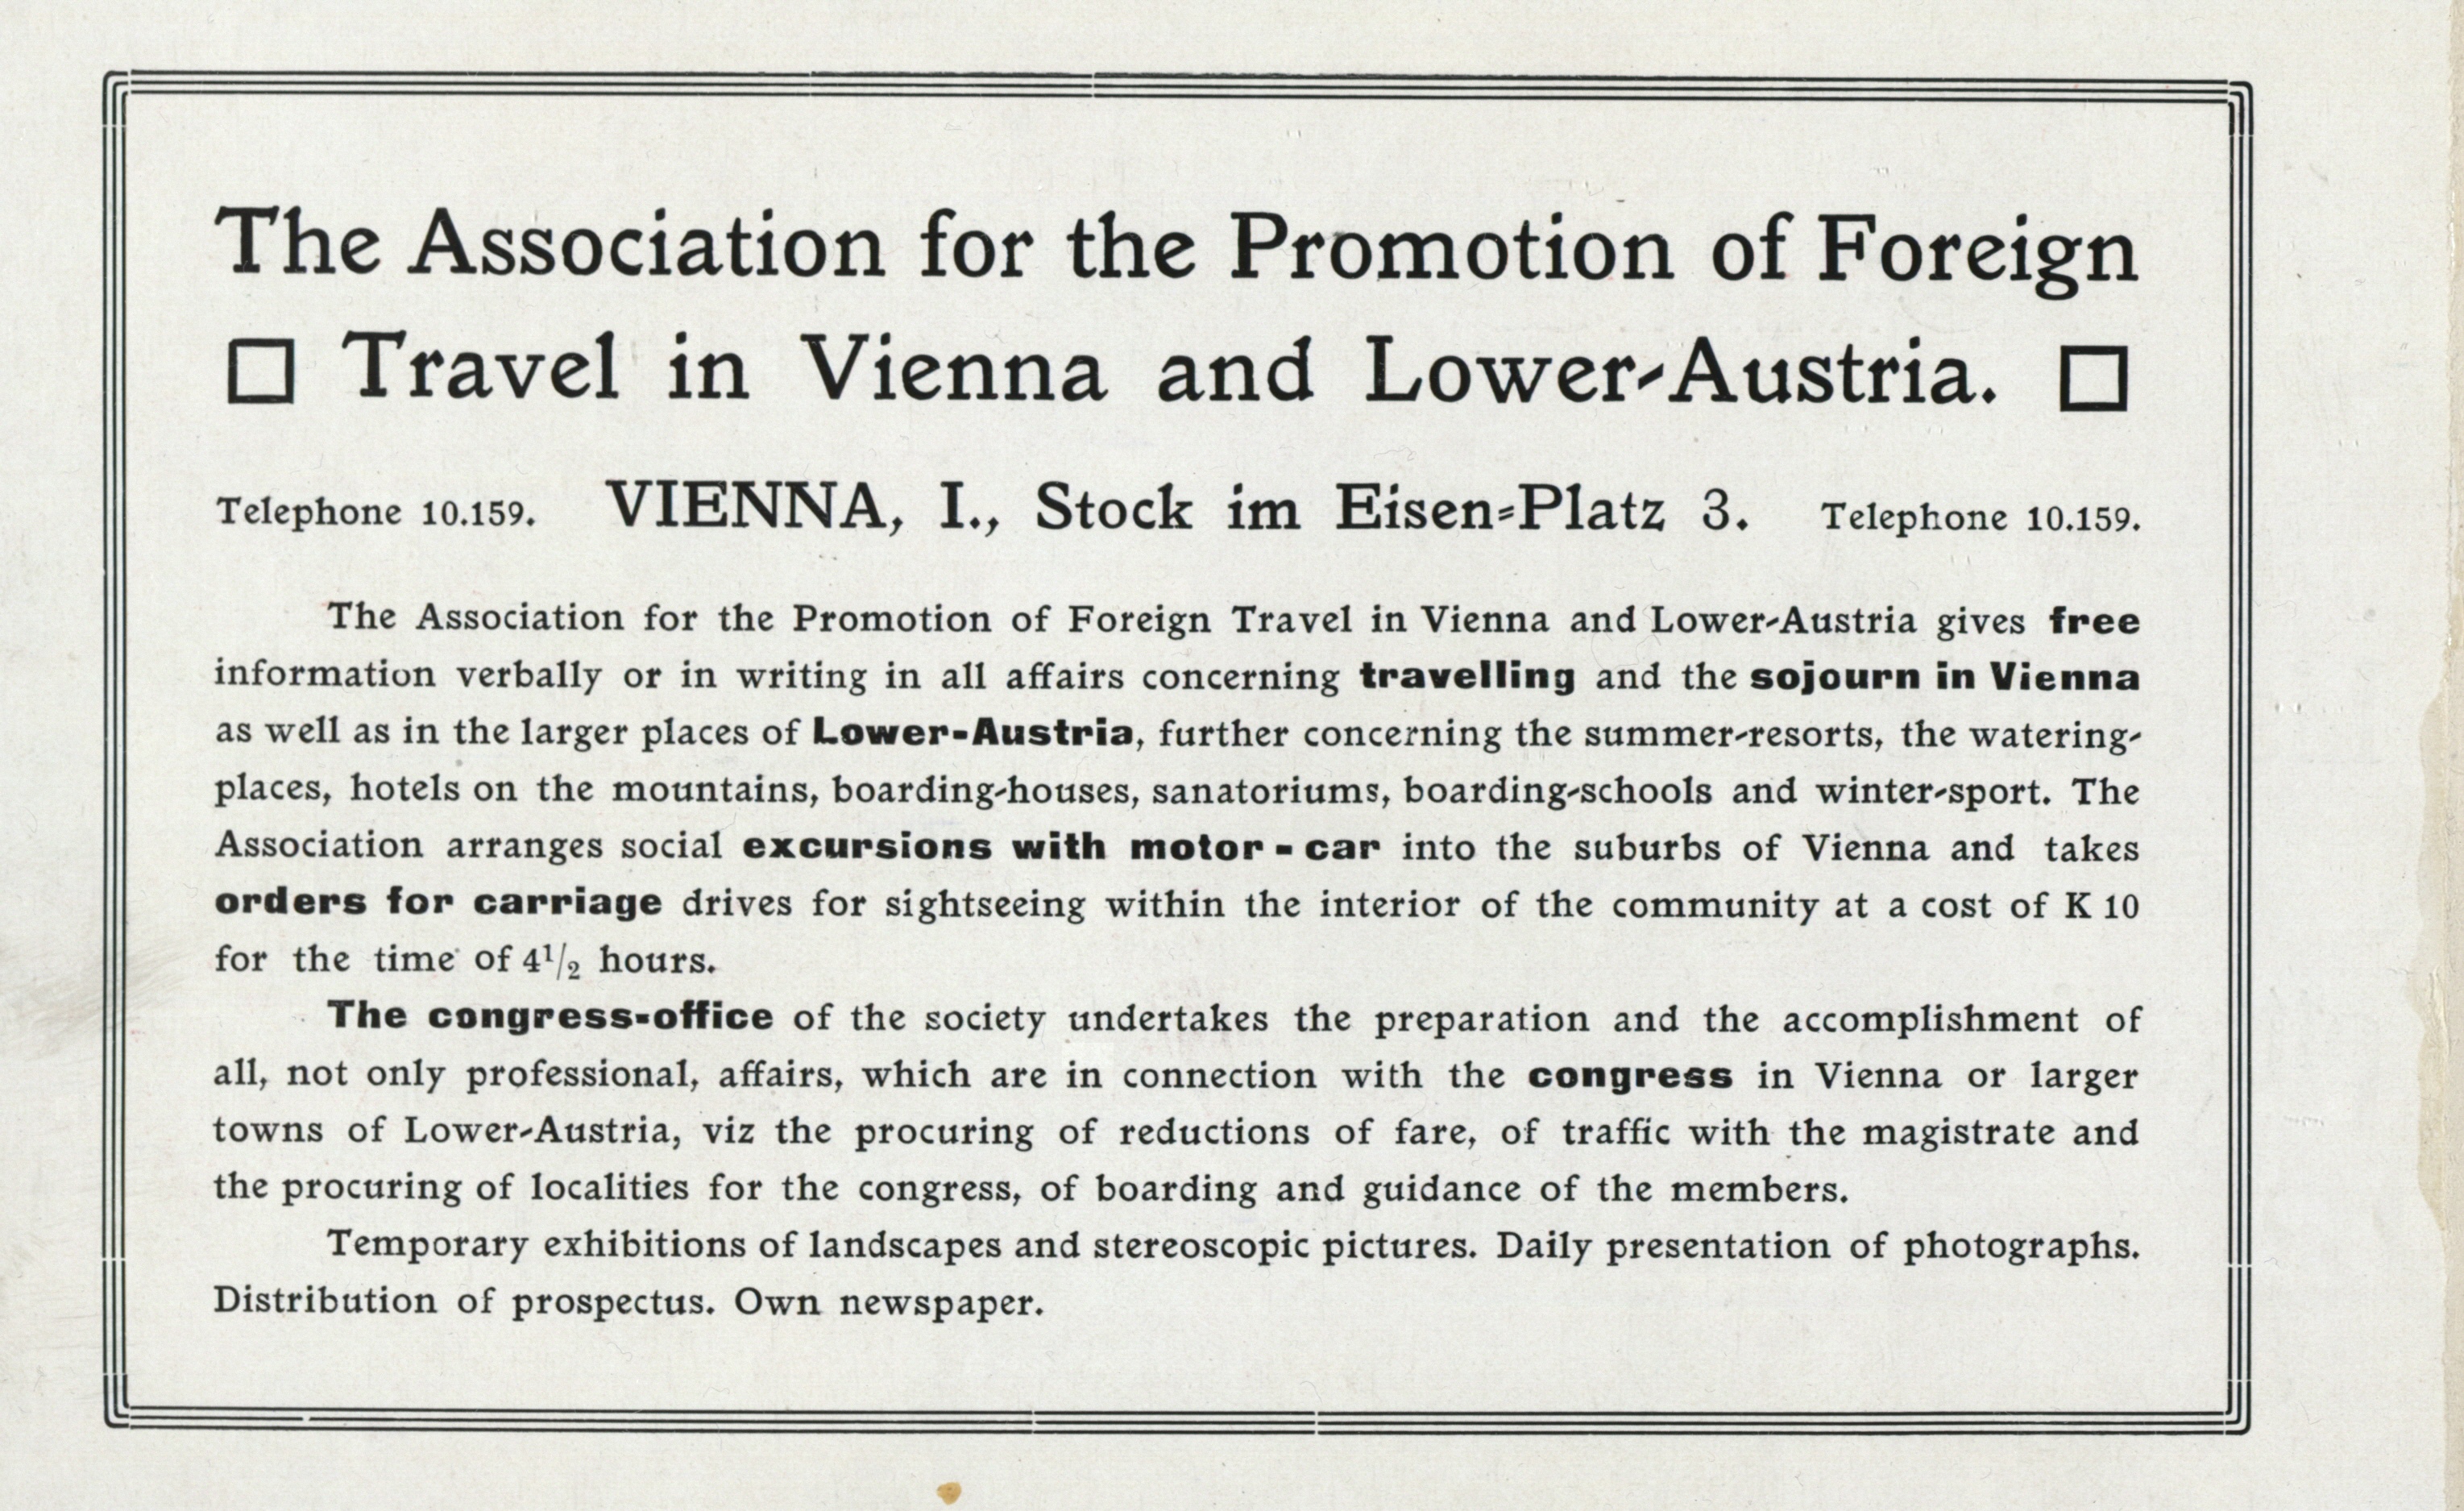 The Association for the Promotion of Foreign
□ Travel in Vienna and Lower-Austria. □
Telephone 10.159. VIENNA, I., Stock im Eisen-Platz 3. Telephone 10.159.
The Association for the Promotion of Foreign Travel in Vienna and Lower-Austria gives free
information verbally or in writing in all affairs concerning travelling and the sojourn in Vienna
as well as in the larger places of Lower-Austria, further concerning the summer-resorts, the watering-
places, hotels on the mountains, boarding-houses, sanatoriums, boarding-schools and winter-sport. The
Association arranges social excursions with motor-car into the suburbs of Vienna and takes
orders for carriage drives for sightseeing within the interior of the community at a cost of K 10
for the time of 4 1/2 hours.
The congress-office of the society undertakes the preparation and the accomplishment of
all, not only professional, affairs, which are in connection with the congress in Vienna or larger
towns of Lower-Austria, viz the procuring of reductions of fare, of traffic with the magistrate and
the procuring of localities for the congress, of boarding and guidance of the members.
Temporary exhibitions of landscapes and stereoscopic pictures. Daily presentation of photographs.
Distribution of prospectus. Own newspaper.